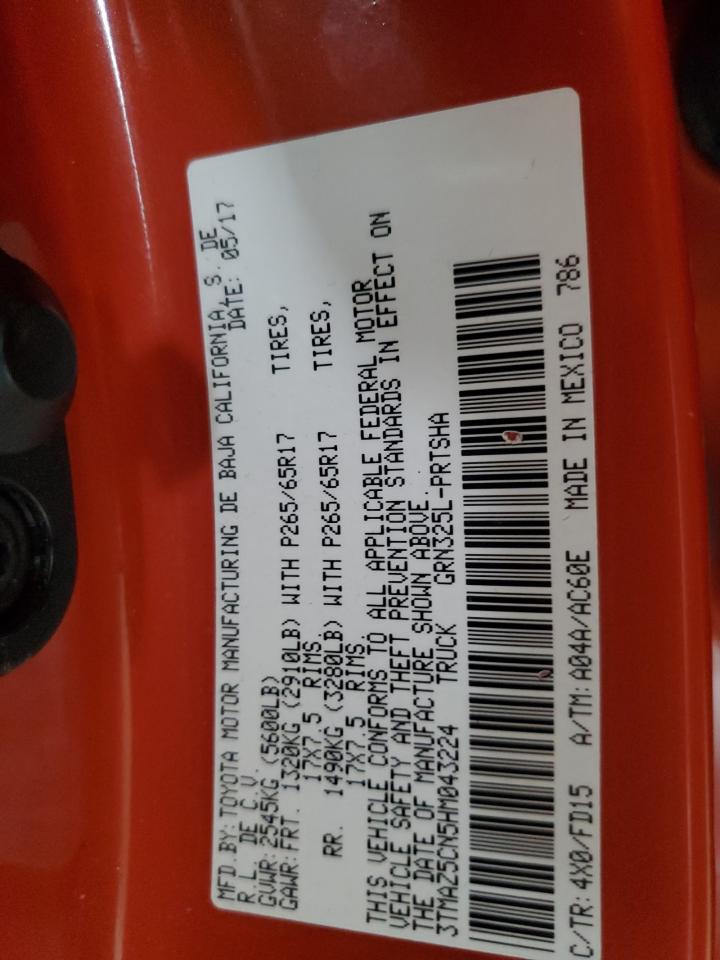 MFD.BY:TOYOTA MOTOR MANUFACTURING DE BAJA CALIFORNIA, S. DE
R.L. DE C.V. DATE: 05/17
GVWR:2545KG (5600LB)
GAWR:FRT. 1320KG (2910LB) WITH P265/65R17 TIRES,
17X7.5 RIMS.
RR. 1490KG (3280LB) WITH P265/65R17 TIRES,
17X7.5 RIMS.
THIS VEHICLE CONFORMS TO ALL APPLICABLE FEDERAL MOTOR
VEHICLE SAFETY AND THEFT PREVENTION STANDARDS IN EFFECT ON
THE DATE OF MANUFACTURE SHOWN ABOVE.
3TMAZ5CN5HM043224 TRUCK GRN325L-PRTSHA
C/TR:4X0/FD15 A/TM:A04A/AC60E MADE IN MEXICO 786